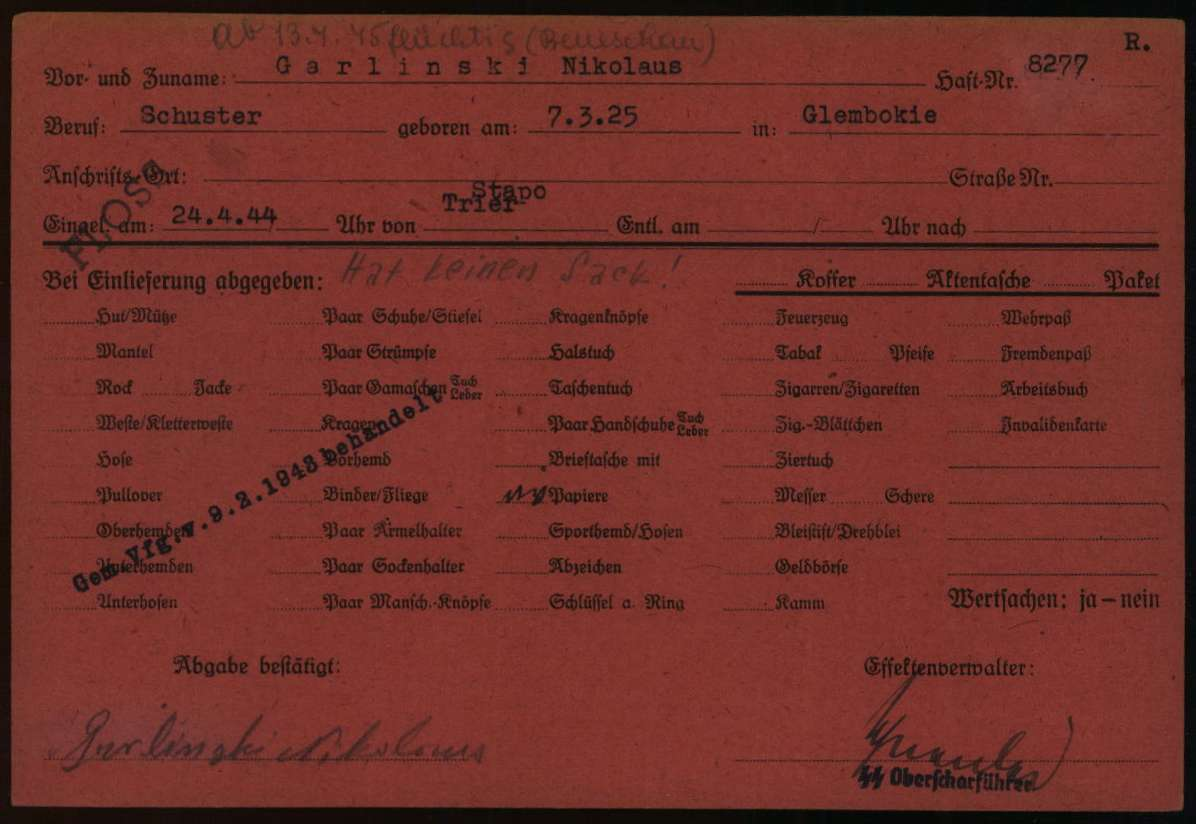 ab 13.4.45 flüchtig (Beneschau)
R.
Vor- und Zuname: Garlinski Nikolaus Haft-Nr. 8277
Beruf: Schuster geboren am: 7.3.25 in: Glembokie
Anschrifts-Ort: Straße Nr.
FLOSS
Eingel. am: 24.4.44 / Uhr von Stapo Trier Entl. am / Uhr nach
Bei Einlieferung abgegeben: Hat keinen Sack! Koffer Aktentasche Paket
Hut/Mütze Paar Schuhe/Stiefel Kragenknöpfe Feuerzeug Wehrpaß
Mantel Paar Strümpfe Halstuch Tabak Pfeife Fremdenpaß
Rock Jacke Paar Gamaschen Tuch Leder Taschentuch Zigarren/Zigaretten Arbeitsbuch
Weste/Kletterweste Kragen Paar Handschuhe Tuch Leder Zig.-Blättchen Invalidenkarte
Hose Vorhemd Brieftasche mit Ziertuch
Pullover Binder/Fliege Papiere Messer Schere
Oberhemden Paar Ärmelhalter Sporthemd/Hosen Bleistift/Drehblei
Unterhemden Paar Sockenhalter Abzeichen Geldbörse
Unterhosen Paar Mansch.-Knöpfe Schlüssel a. Ring Kamm Wertsachen: ja – nein
Gem. Vfg. v. 9.2.1943 behandelt
Abgabe bestätigt: Effektenverwalter:
Garlinski Nikolaus
SS Oberscharführer